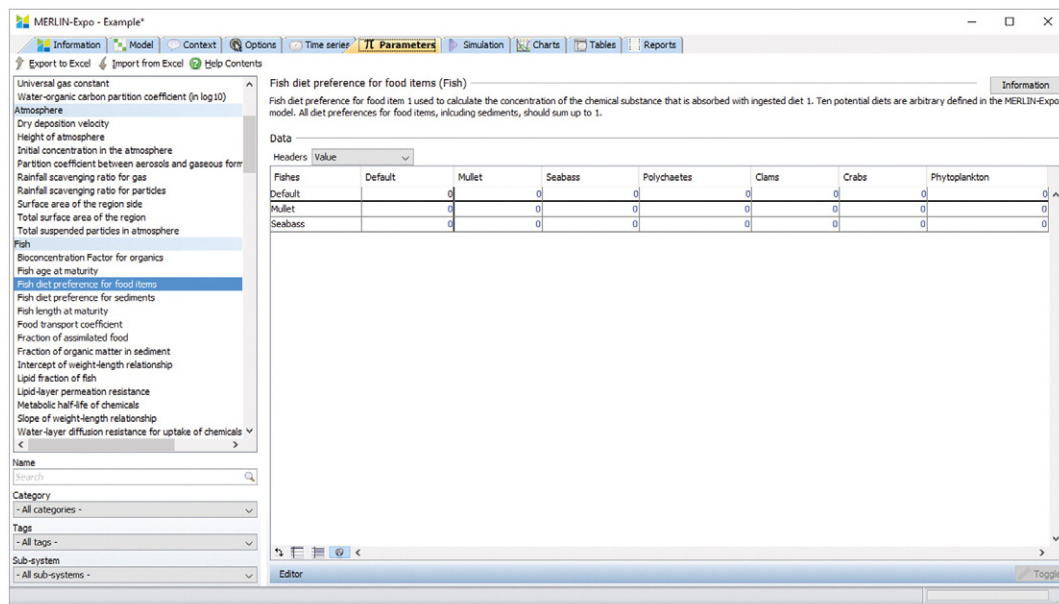 MERLIN-Expo - Example*
Information Model Context Options Time series Parameters Simulation Charts Tables Reports
Export to Excel Import from Excel Help Contents
Universal gas constant
Water-organic carbon partition coefficient (in log10)
Atmosphere
Dry deposition velocity
Height of atmosphere
Initial concentration in the atmosphere
Partition coefficient between aerosols and gaseous form
Rainfall scavenging ratio for gas
Rainfall scavenging ratio for particles
Surface area of the region side
Total surface area of the region
Total suspended particles in atmosphere
Fish
Bioconcentration Factor for organics
Fish age at maturity
Fish diet preference for food items
Fish diet preference for sediments
Fish length at maturity
Food transport coefficient
Fraction of assimilated food
Fraction of organic matter in sediment
Intercept of weight-length relationship
Lipid fraction of fish
Lipid-layer permeation resistance
Metabolic half-life of chemicals
Slope of weight-length relationship
Water-layer diffusion resistance for uptake of chemicals
Name
Search
Category
- All categories -
Tags
- All tags -
Sub-system
- All sub-systems -
Fish diet preference for food items (Fish)
Information
Fish diet preference for food item 1 used to calculate the concentration of the chemical substance that is absorbed with ingested diet 1. Ten potential diets are arbitrary defined in the MERLIN-Expo
model. All diet preferences for food items, inlcuding sediments, should sum up to 1.
Data
Headers Value
Fishes Default Mullet Seabass Polychaetes Clams Crabs Phytoplankton
Default 0 0 0 0 0 0 0
Mullet 0 0 0 0 0 0 0
Seabass 0 0 0 0 0 0 0
Editor
Toggle